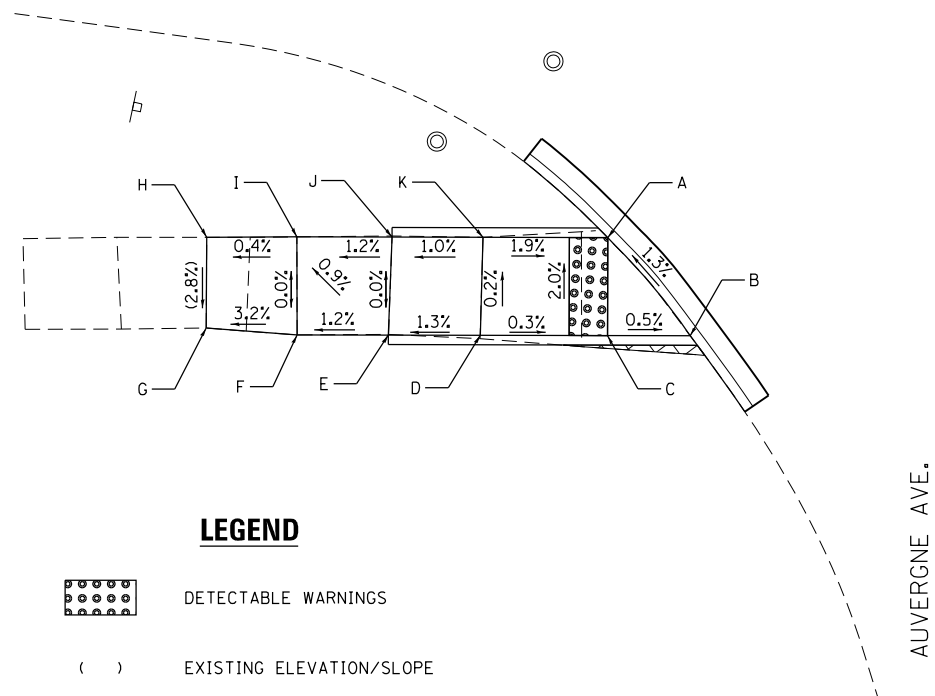 H
I
J
K
A
0.4%
1.2%
1.0%
1.9%
1.3%
(2.8%)
0.0%
0.9%
0.0%
0.2%
2.0%
B
3.2%
1.2%
1.3%
0.3%
0.5%
G
F
E
D
C
LEGEND
DETECTABLE WARNINGS
( ) EXISTING ELEVATION/SLOPE
AUVERGNE AVE.